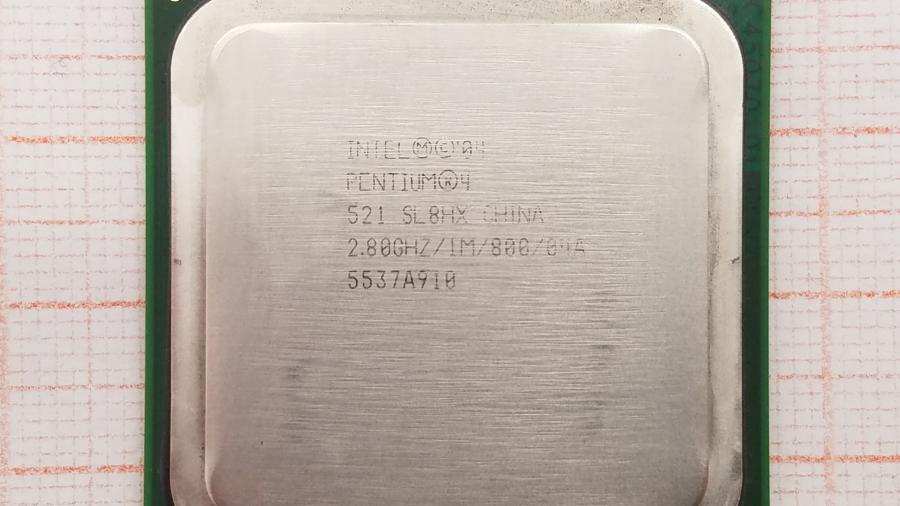 INTEL Ⓜ©'04
PENTIUM®4
521 SL8HX CHINA
2.80GHZ/1M/800/04A
5537A910